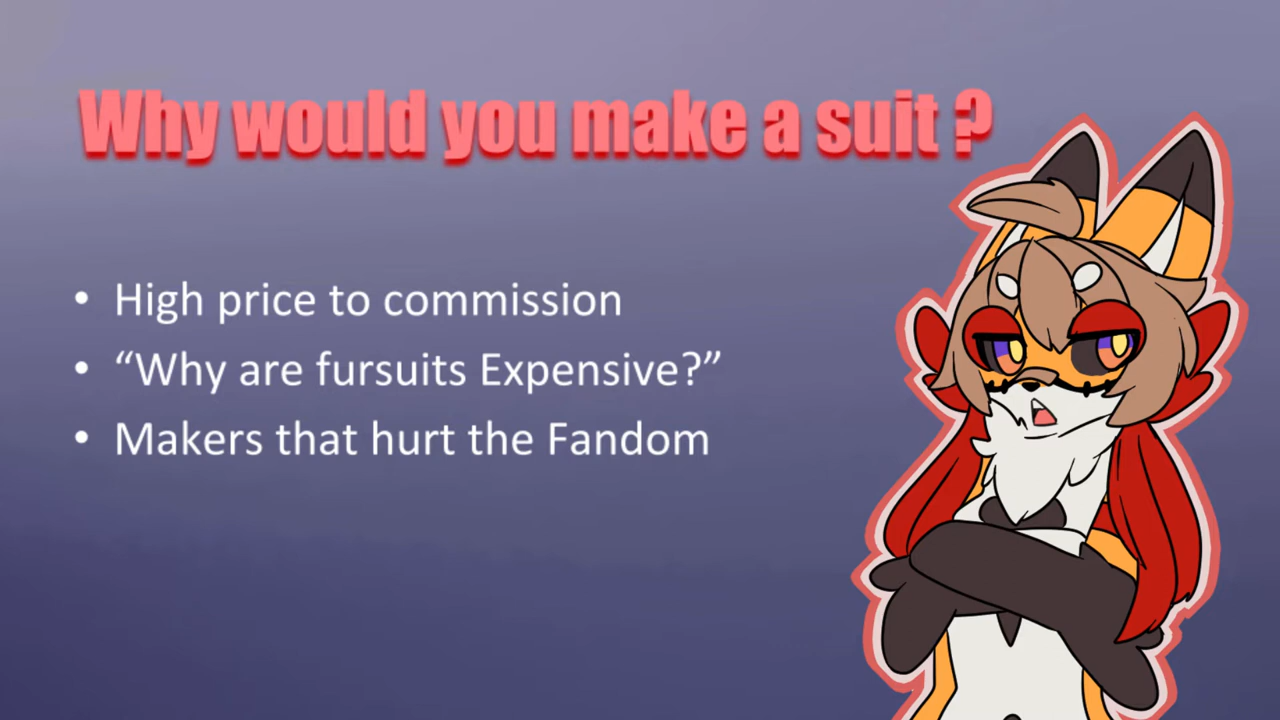 Why would you make a suit ?
• High price to commission
• “Why are fursuits Expensive?”
• Makers that hurt the Fandom